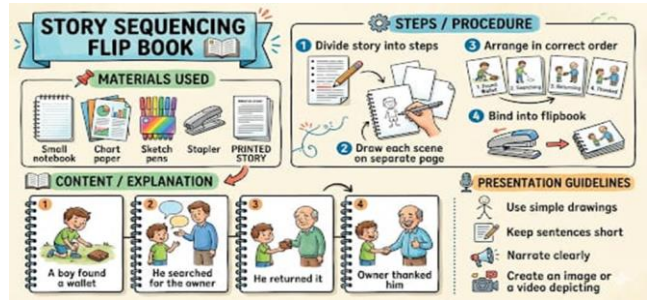 STORY SEQUENCING
FLIP BOOK
MATERIALS USED
Small
notebook
Chart
paper
Sketch
pens
Stapler
PRINTED
STORY
STEPS / PROCEDURE
1 Divide story into steps
2 Draw each scene
on separate page
3 Arrange in correct order
4 Bind into flipbook
CONTENT / EXPLANATION
1
A boy found
a wallet
2
He searched
for the owner
3
He returned it
4
Owner thanked
him
PRESENTATION GUIDELINES
Use simple drawings
Keep sentences short
Narrate clearly
Create an image or
a video depicting